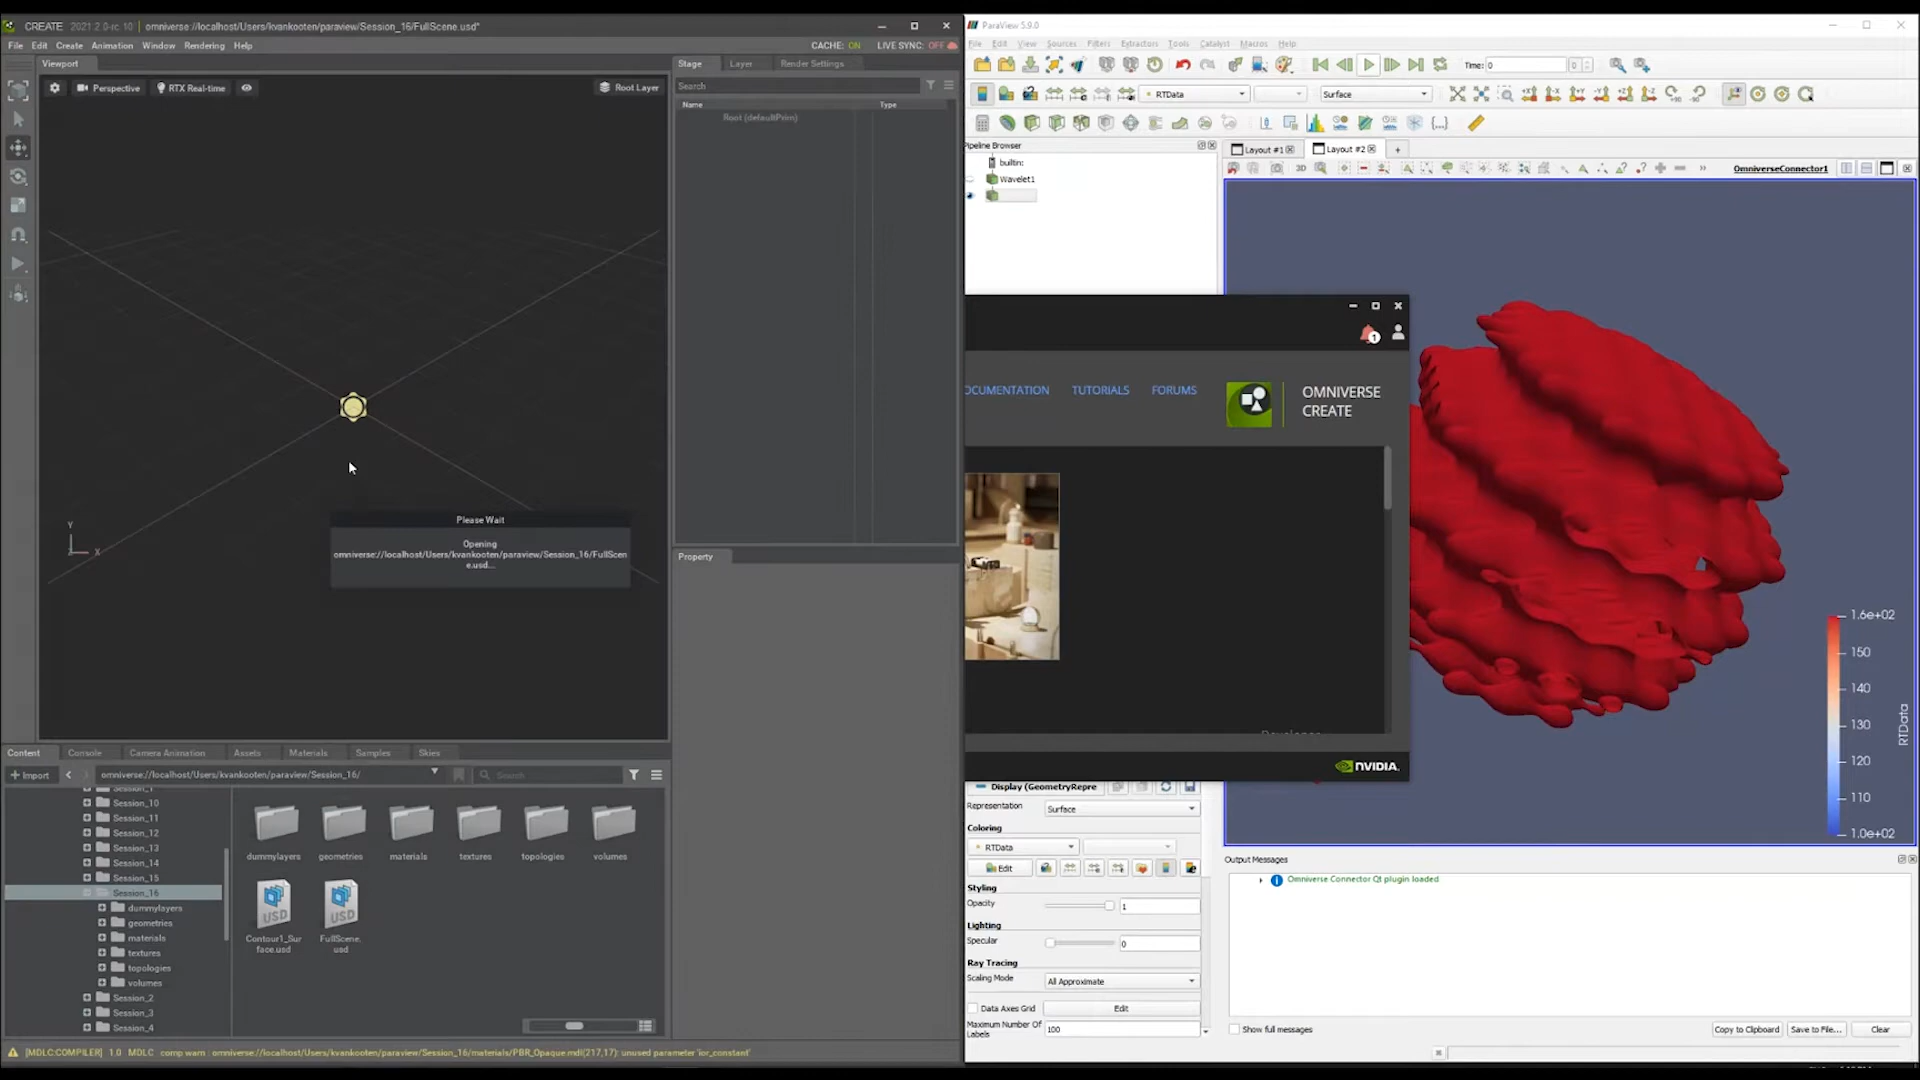 CREATE 2021.2.0-rc.10 omniverse://localhost/Users/kvankooten/paraview/Session_16/FullScene.usd*
File Edit Create Animation Window Rendering Help
CACHE: ON LIVE SYNC: OFF
Viewport
Perspective RTX Real-time Root Layer
Stage Layer Render Settings
Search
Name Type
Root (defaultPrim)
Y
X
Please Wait
Opening
omniverse://localhost/Users/kvankooten/paraview/Session_16/FullScen
e.usd...
Property
Content Console Camera Animation Assets Materials Samples Skies
+ Import omniverse://localhost/Users/kvankooten/paraview/Session_16/ Search
Session_1
Session_10
Session_11
Session_12
Session_13
Session_14
Session_15
Session_16
dummylayers
geometries
materials
textures
topologies
volumes
Session_2
Session_3
Session_4
dummylayers geometries materials textures topologies volumes
USD USD
Contour1_Sur
face.usd
FullScene.
usd
[MDLC:COMPILER] 1.0 MDLC comp warn : omniverse://localhost/Users/kvankooten/paraview/Session_16/materials/PBR_Opaque.mdl(217,17): unused parameter 'ior_constant'
ParaView 5.9.0
File Edit View Sources Filters Extractors Tools Catalyst Macros Help
Time: 0 0
RTData Surface
Pipeline Browser
builtin:
Wavelet1
Layout #1 Layout #2 +
3D OmniverseConnector1
1
OCUMENTATION TUTORIALS FORUMS
OMNIVERSE
CREATE
NVIDIA.
Display (GeometryRepre
Representation Surface
Coloring
RTData
Edit
Styling
Opacity 1
Lighting
Specular 0
Ray Tracing
Scaling Mode All Approximate
Data Axes Grid Edit
Maximum Number Of
Labels 100
1.6e+02
150
140
130
120
110
1.0e+02
RTData
Output Messages
Omniverse Connector Qt plugin loaded
Show full messages Copy to Clipboard Save to File... Clear